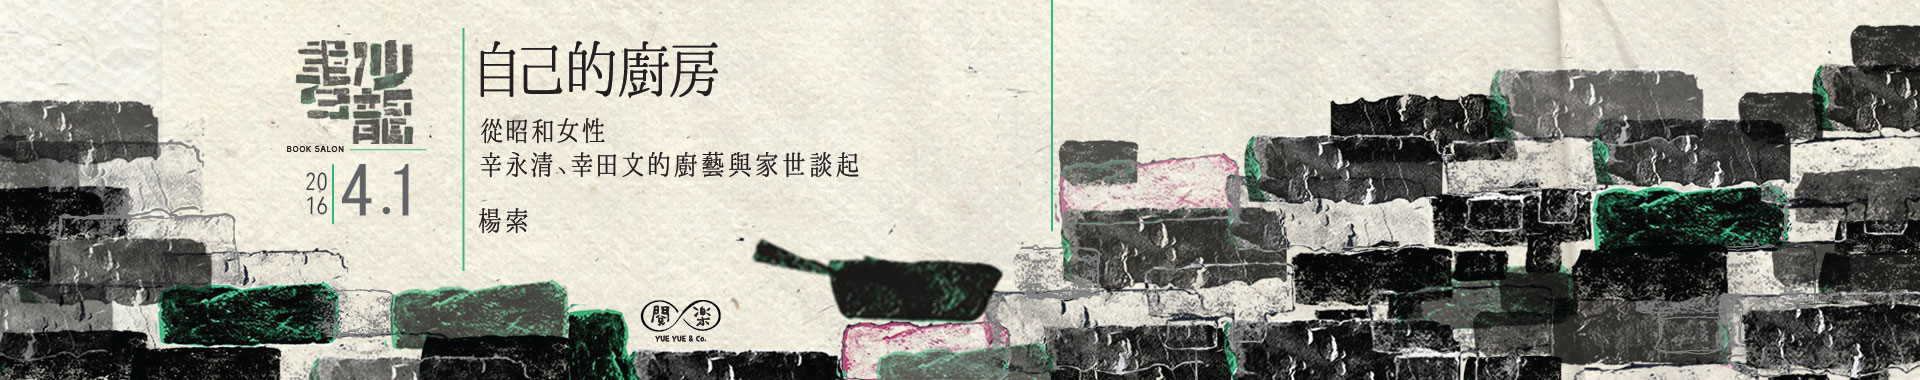 書沙龍
BOOK SALON
2016
4.1
自己的廚房
從昭和女性
辛永清、幸田文的廚藝與家世談起
楊索
閱樂
YUE YUE & Co.